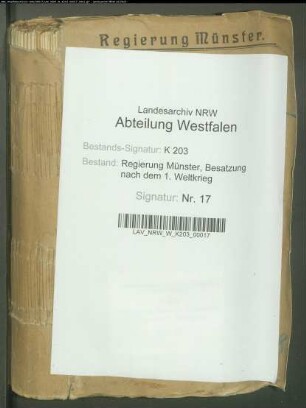 Regierung Münster.
Landesarchiv NRW
Abteilung Westfalen
Bestands-Signatur: K 203
Bestand: Regierung Münster, Besatzung
nach dem 1. Weltkrieg
Signatur: Nr. 17
LAV_NRW_W_K203_00017